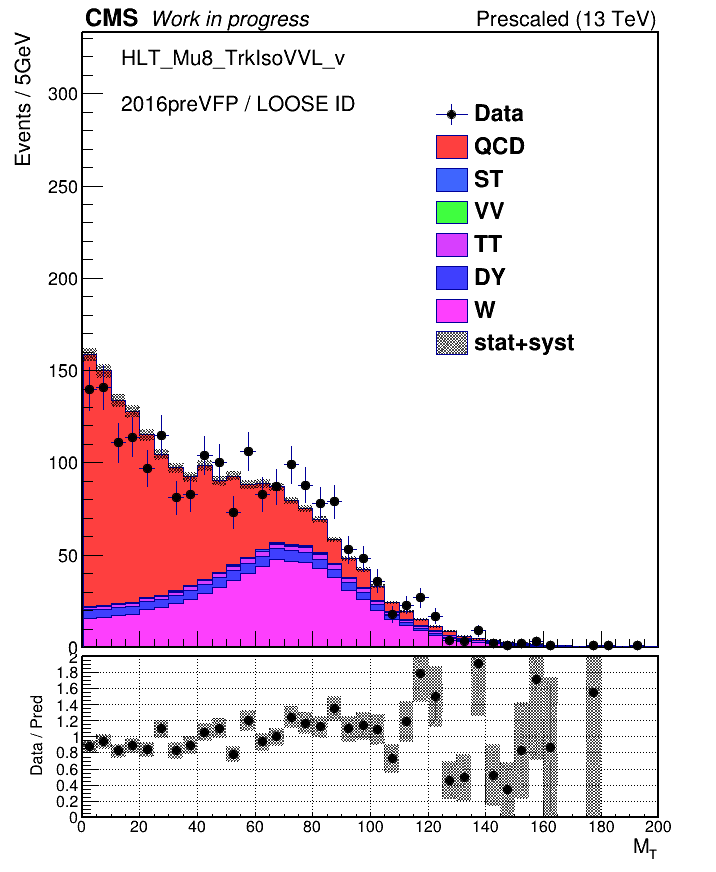 CMS Work in progress Prescaled (13 TeV)
Events / 5GeV
HLT_Mu8_TrkIsoVVL_v
2016preVFP / LOOSE ID
Data
QCD
ST
VV
TT
DY
W
stat+syst
300
250
200
150
100
50
0
Data / Pred
2
1.8
1.6
1.4
1.2
1
0.8
0.6
0.4
0.2
0
0 20 40 60 80 100 120 140 160 180 200
M_T